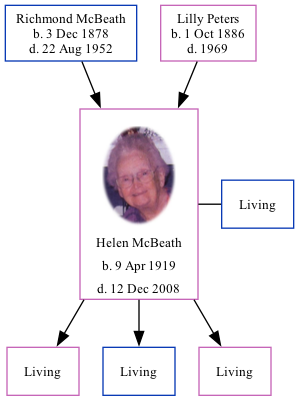 Richmond McBeath
b. 3 Dec 1878
d. 22 Aug 1952
Lilly Peters
b. 1 Oct 1886
d. 1969
Helen McBeath
b. 9 Apr 1919
d. 12 Dec 2008
Living
Living
Living
Living